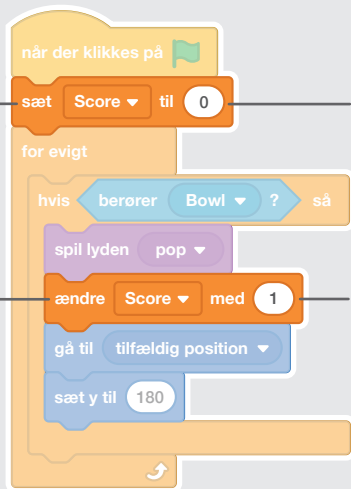 når der klikkes på
sæt Score til 0
for evigt
hvis berører Bowl ? så
spil lyden pop
ændre Score med 1
gå til tilfældig position
sæt y til 180